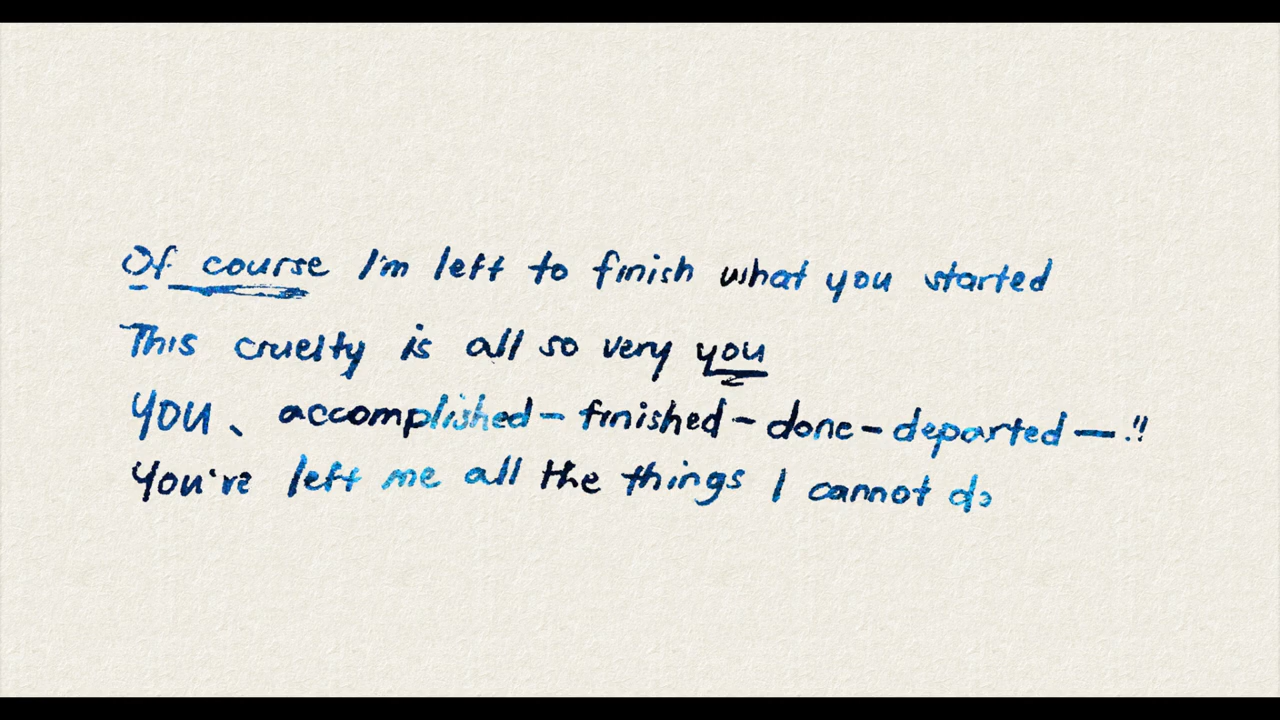 Of course I'm left to finish what you started
This cruelty is all so very you
YOU、 accomplished-finished-done-departed—!!
You're left me all the things I cannot do